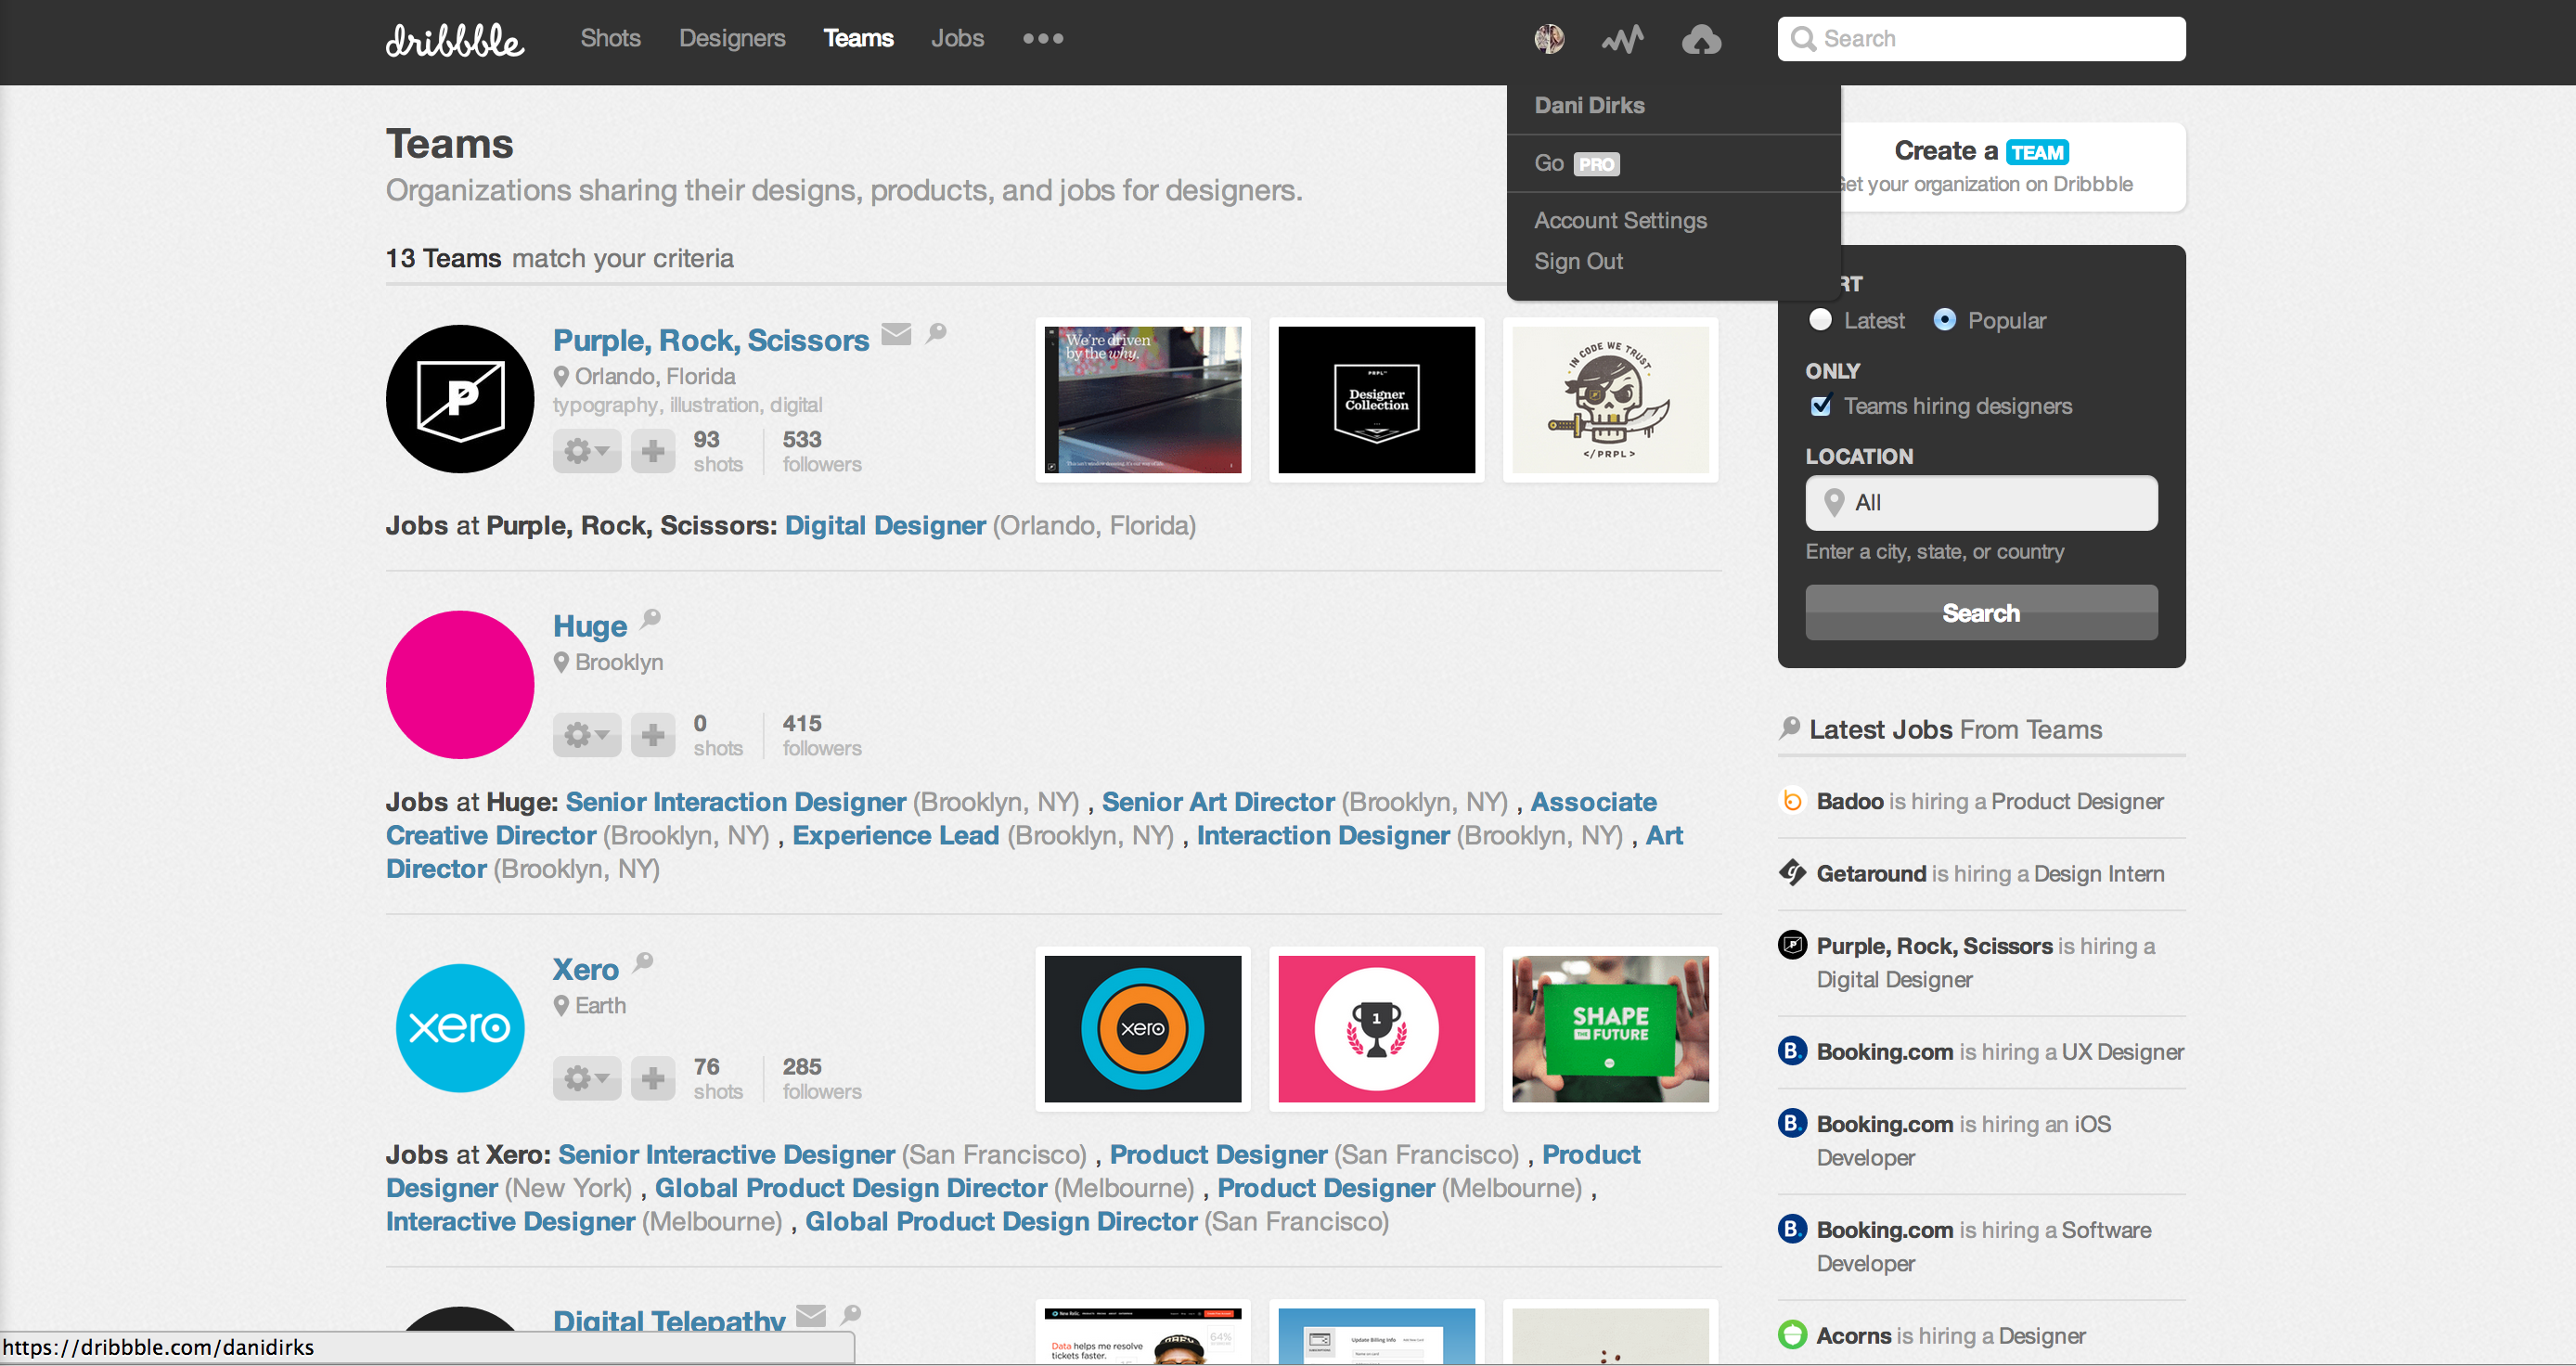 dribbble
Shots Designers Teams Jobs •••
Search
Dani Dirks
Go PRO
Account Settings
Sign Out
Teams
Organizations sharing their designs, products, and jobs for designers.
13 Teams match your criteria
Purple, Rock, Scissors
Orlando, Florida
typography, illustration, digital
93 shots
533 followers
We're driven
by the why.
PRPL
Designer
Collection
IN CODE WE TRUST
</PRPL>
Jobs at Purple, Rock, Scissors: Digital Designer (Orlando, Florida)
Huge
Brooklyn
0 shots
415 followers
Jobs at Huge: Senior Interaction Designer (Brooklyn, NY) , Senior Art Director (Brooklyn, NY) , Associate
Creative Director (Brooklyn, NY) , Experience Lead (Brooklyn, NY) , Interaction Designer (Brooklyn, NY) , Art
Director (Brooklyn, NY)
xero
Xero
Earth
76 shots
285 followers
xero
1
SHAPE
THE FUTURE
Jobs at Xero: Senior Interactive Designer (San Francisco) , Product Designer (San Francisco) , Product
Designer (New York) , Global Product Design Director (Melbourne) , Product Designer (Melbourne) ,
Interactive Designer (Melbourne) , Global Product Design Director (San Francisco)
Digital Telepathy
New Relic
Data helps me resolve
tickets faster.
64%
Update Billing Info
Create a TEAM
Get your organization on Dribbble
RT
Latest Popular
ONLY
Teams hiring designers
LOCATION
All
Enter a city, state, or country
Search
Latest Jobs From Teams
Badoo is hiring a Product Designer
Getaround is hiring a Design Intern
Purple, Rock, Scissors is hiring a
Digital Designer
B. Booking.com is hiring a UX Designer
B. Booking.com is hiring an iOS
Developer
B. Booking.com is hiring a Software
Developer
Acorns is hiring a Designer
https://dribbble.com/danidirks